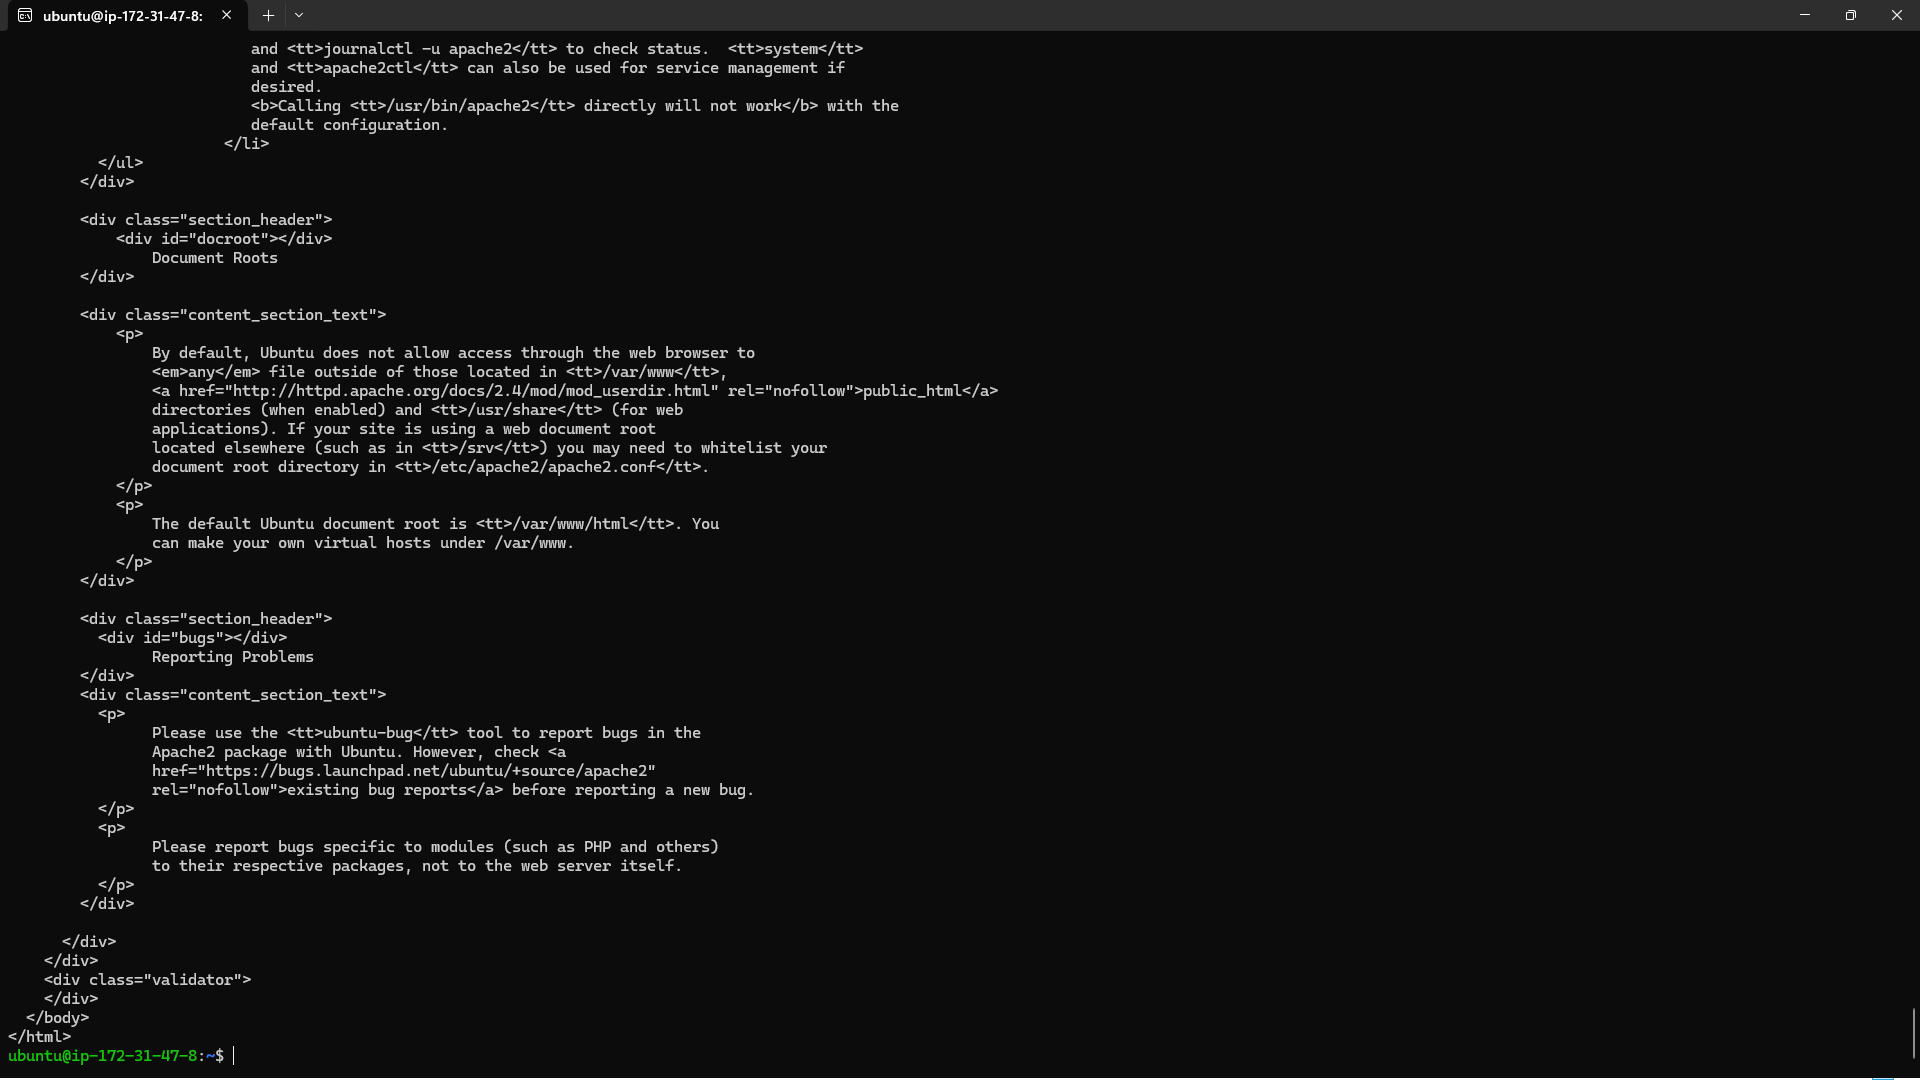 ubuntu@ip-172-31-47-8:
and <tt>journalctl -u apache2</tt> to check status.  <tt>system</tt>
and <tt>apache2ctl</tt> can also be used for service management if
desired.
<b>Calling <tt>/usr/bin/apache2</tt> directly will not work</b> with the
default configuration.
</li>
</ul>
</div>
<div class="section_header">
<div id="docroot"></div>
Document Roots
</div>
<div class="content_section_text">
<p>
By default, Ubuntu does not allow access through the web browser to
<em>any</em> file outside of those located in <tt>/var/www</tt>,
<a href="http://httpd.apache.org/docs/2.4/mod/mod_userdir.html" rel="nofollow">public_html</a>
directories (when enabled) and <tt>/usr/share</tt> (for web
applications). If your site is using a web document root
located elsewhere (such as in <tt>/srv</tt>) you may need to whitelist your
document root directory in <tt>/etc/apache2/apache2.conf</tt>.
</p>
<p>
The default Ubuntu document root is <tt>/var/www/html</tt>. You
can make your own virtual hosts under /var/www.
</p>
</div>
<div class="section_header">
<div id="bugs"></div>
Reporting Problems
</div>
<div class="content_section_text">
<p>
Please use the <tt>ubuntu-bug</tt> tool to report bugs in the
Apache2 package with Ubuntu. However, check <a
href="https://bugs.launchpad.net/ubuntu/+source/apache2"
rel="nofollow">existing bug reports</a> before reporting a new bug.
</p>
<p>
Please report bugs specific to modules (such as PHP and others)
to their respective packages, not to the web server itself.
</p>
</div>
</div>
</div>
<div class="validator">
</div>
</body>
</html>
ubuntu@ip-172-31-47-8:~$